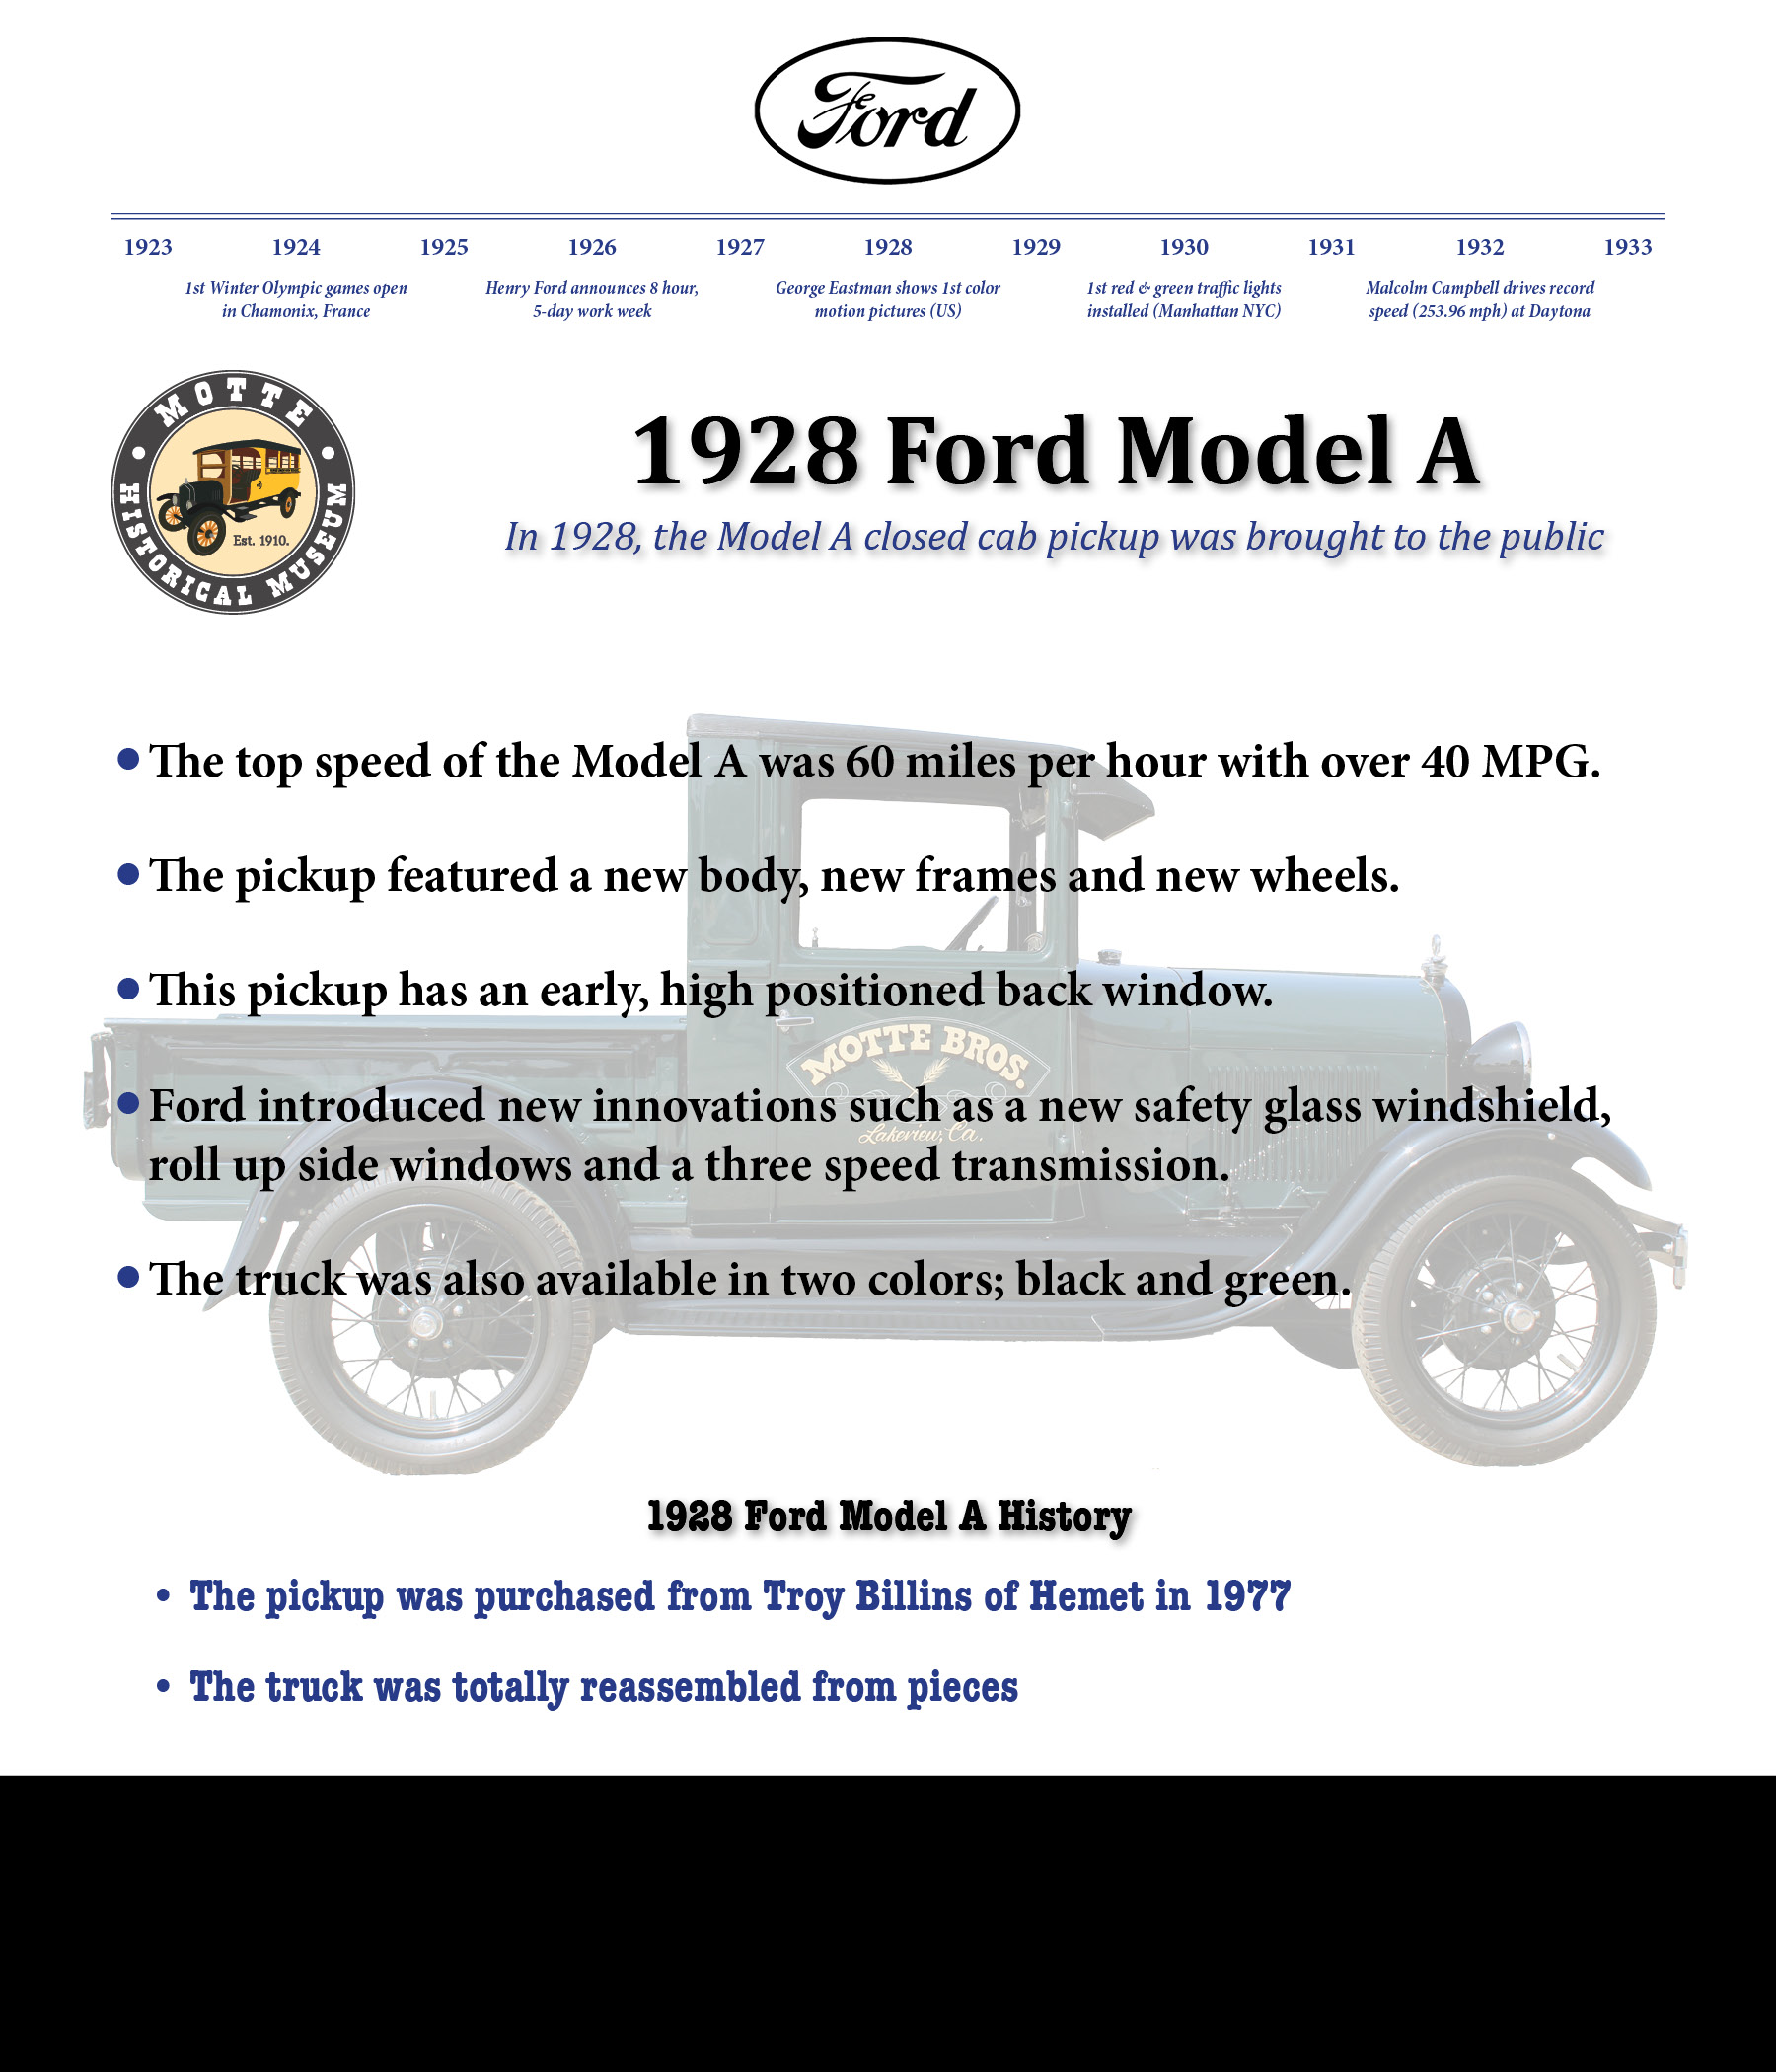 Ford
1923 1924 1925 1926 1927 1928 1929 1930 1931 1932 1933
1st Winter Olympic games open
in Chamonix, France
Henry Ford announces 8 hour,
5-day work week
George Eastman shows 1st color
motion pictures (US)
1st red & green traffic lights
installed (Manhattan NYC)
Malcolm Campbell drives record
speed (253.96 mph) at Daytona
MOTTE
Est. 1910.
HISTORICAL MUSEUM
1928 Ford Model A
In 1928, the Model A closed cab pickup was brought to the public
• The top speed of the Model A was 60 miles per hour with over 40 MPG.
• The pickup featured a new body, new frames and new wheels.
• This pickup has an early, high positioned back window.
MOTTE BROS.
• Ford introduced new innovations such as a new safety glass windshield,
Lakeview, Ca.
roll up side windows and a three speed transmission.
• The truck was also available in two colors; black and green.
1928 Ford Model A History
• The pickup was purchased from Troy Billins of Hemet in 1977
• The truck was totally reassembled from pieces